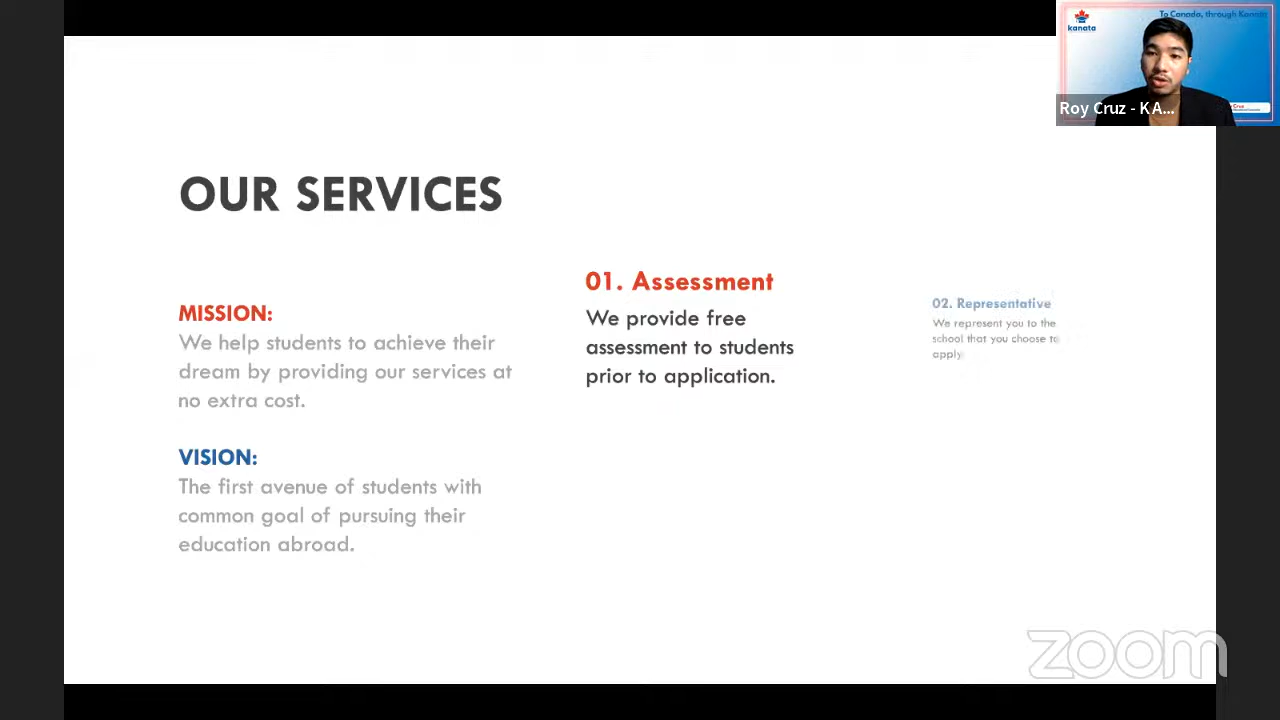 To Canada, through Kanata
kanata
Roy Cruz - KA...
Cruz
OUR SERVICES
MISSION:
We help students to achieve their
dream by providing our services at
no extra cost.
VISION:
The first avenue of students with
common goal of pursuing their
education abroad.
01. Assessment
We provide free
assessment to students
prior to application.
02. Representative
We represent you to the
school that you choose to
apply
zoom